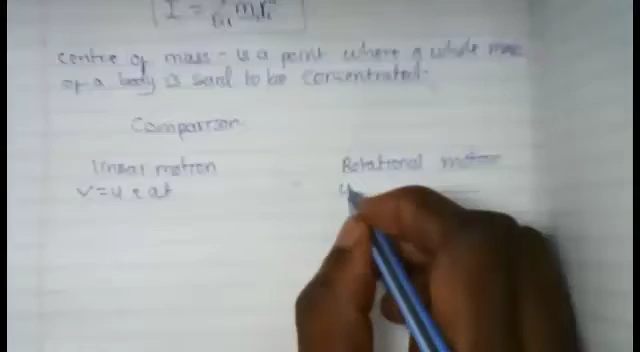 I = Σ mᵢrᵢ²
Centre of mass - is a point where a whole mass
of a body is said to be concentrated.
Comparison
Linear motion Rotational motion
v = u + at